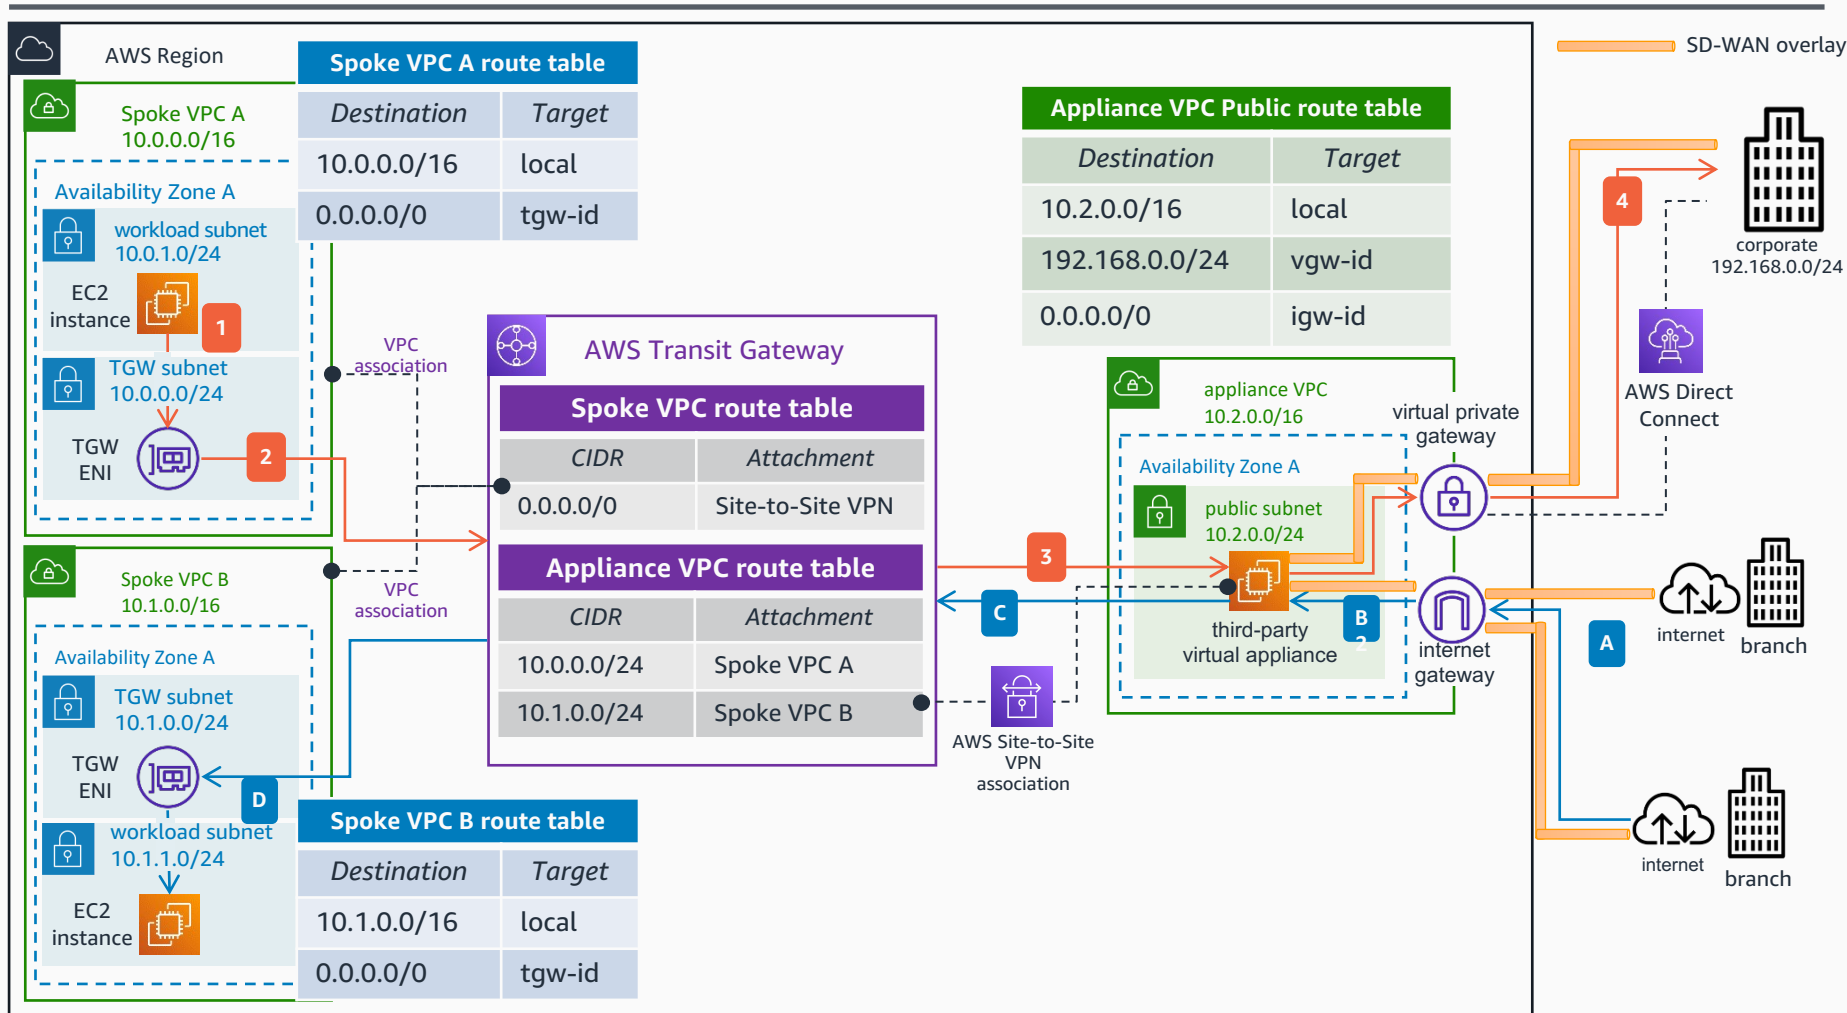 AWS Region
Spoke VPC A
10.0.0.0/16
Availability Zone A
workload subnet
10.0.1.0/24
EC2
instance
1
TGW subnet
10.0.0.0/24
TGW
ENI
2
Spoke VPC A route table
Destination Target
10.0.0.0/16 local
0.0.0.0/0 tgw-id
VPC
association
Spoke VPC B
10.1.0.0/16
VPC
association
Availability Zone A
TGW subnet
10.1.0.0/24
TGW
ENI
D
workload subnet
10.1.1.0/24
EC2
instance
Spoke VPC B route table
Destination Target
10.1.0.0/16 local
0.0.0.0/0 tgw-id
AWS Transit Gateway
Spoke VPC route table
CIDR Attachment
0.0.0.0/0 Site-to-Site VPN
Appliance VPC route table
CIDR Attachment
10.0.0.0/24 Spoke VPC A
10.1.0.0/24 Spoke VPC B
3
C
AWS Site-to-Site
VPN
association
Appliance VPC Public route table
Destination Target
10.2.0.0/16 local
192.168.0.0/24 vgw-id
0.0.0.0/0 igw-id
appliance VPC
10.2.0.0/16
Availability Zone A
public subnet
10.2.0.0/24
third-party
virtual appliance
B
2
virtual private
gateway
internet
gateway
SD-WAN overlay
4
corporate
192.168.0.0/24
AWS Direct
Connect
A
internet
branch
internet
branch